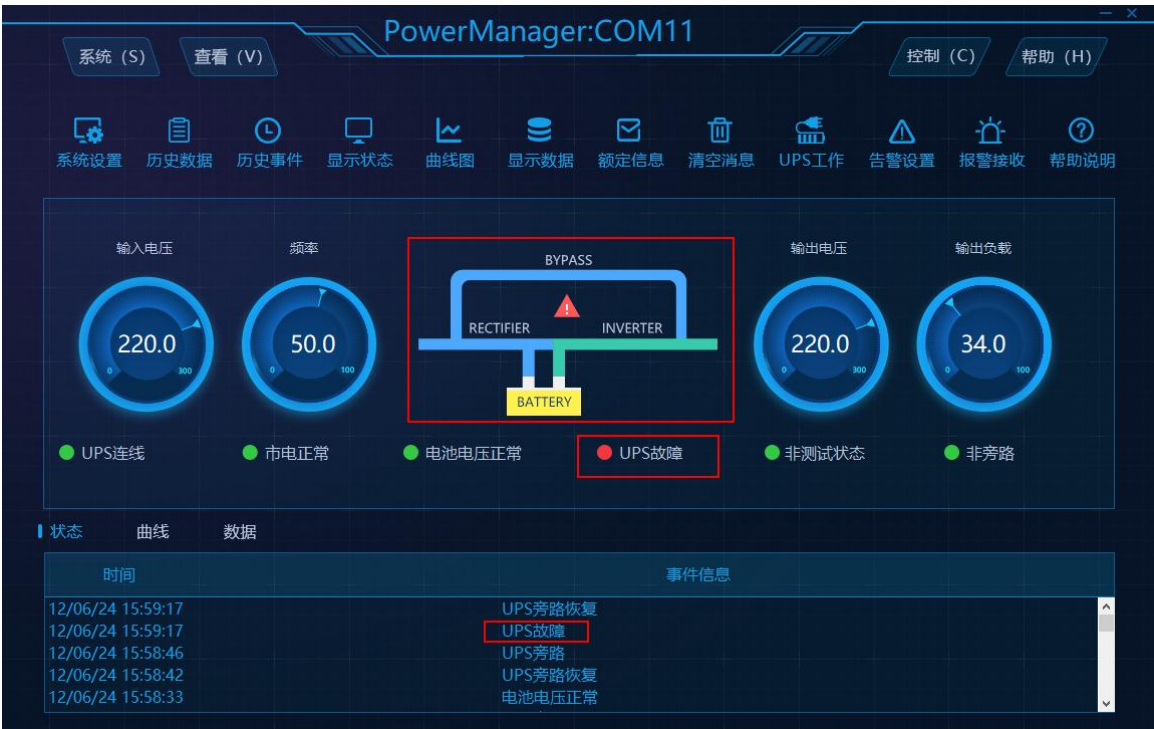 PowerManager:COM11
系统 (S)
查看 (V)
控制 (C)
帮助 (H)
系统设置
历史数据
历史事件
显示状态
曲线图
显示数据
额定信息
清空消息
UPS工作
告警设置
报警接收
帮助说明
输入电压
频率
输出电压
输出负载
BYPASS
RECTIFIER
INVERTER
BATTERY
220.0
0
300
50.0
0
100
220.0
0
300
34.0
0
100
UPS连线
市电正常
电池电压正常
UPS故障
非测试状态
非旁路
状态
曲线
数据
时间
事件信息
12/06/24 15:59:17 UPS旁路恢复
12/06/24 15:59:17 UPS故障
12/06/24 15:58:46 UPS旁路
12/06/24 15:58:42 UPS旁路恢复
12/06/24 15:58:33 电池电压正常